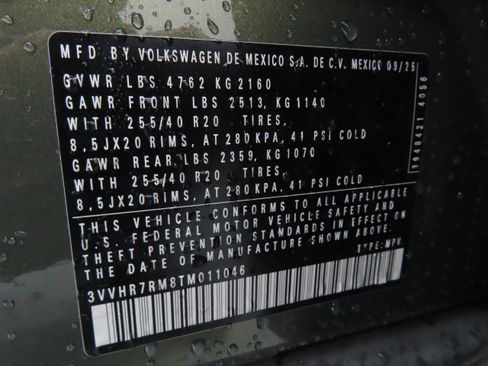 MFD BY VOLKSWAGEN DE MEXICO S.A. DE C.V. MEXICO 09/25
GVWR LBS 4762 KG 2160
GAWR FRONT LBS 2513, KG 1140
WITH 255/40 R20 TIRES,
8,5JX20 RIMS, AT 280 KPA, 41 PSI COLD
GAWR REAR LBS 2359, KG 1070
WITH 255/40 R20 TIRES,
8,5JX20 RIMS, AT 280 KPA, 41 PSI COLD
THIS VEHICLE CONFORMS TO ALL APPLICABLE
U.S. FEDERAL MOTOR VEHICLE SAFETY AND
THEFT PREVENTION STANDARDS IN EFFECT ON
THE DATE OF MANUFACTURE SHOWN ABOVE.
TYPE: MPV
3VVHR7RM8TM011046
4056